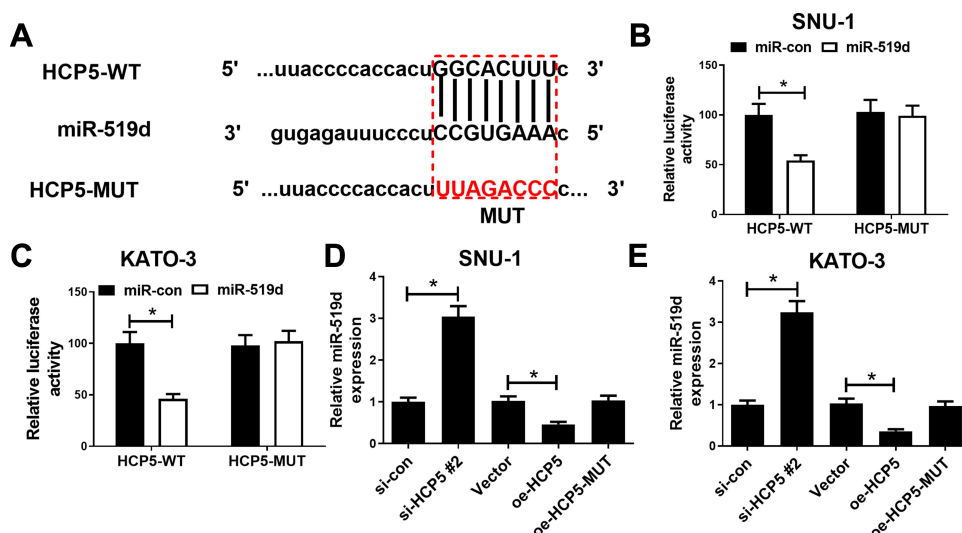 A
HCP5-WT 5' ...uuaccccaccacuGGCACUUUc 3'
miR-519d 3' gugagauuucccuCCGUGAAAc 5'
HCP5-MUT 5' ...uuaccccaccacuUUAGACCCc... 3'
MUT
B
SNU-1
miR-con miR-519d
Relative luciferase
activity
150
100
50
0
*
HCP5-WT HCP5-MUT
C
KATO-3
miR-con miR-519d
Relative luciferase
activity
150
100
50
0
*
HCP5-WT HCP5-MUT
D
SNU-1
Relative miR-519d
expression
4
3
2
1
0
*
*
si-con
si-HCP5 #2
Vector
oe-HCP5
oe-HCP5-MUT
E
KATO-3
Relative miR-519d
expression
4
3
2
1
0
*
*
si-con
si-HCP5 #2
Vector
oe-HCP5
oe-HCP5-MUT